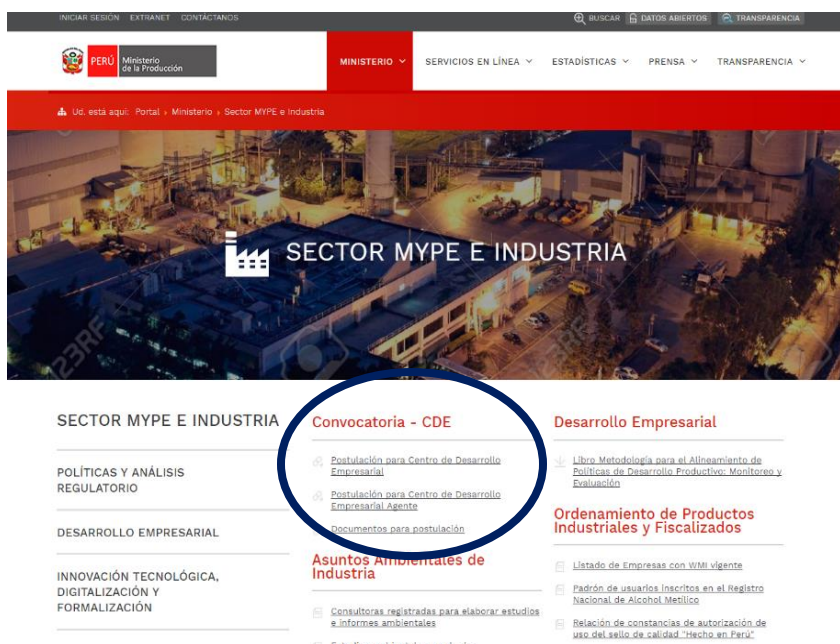 INICIAR SESIÓN EXTRANET CONTÁCTANOS
BUSCAR DATOS ABIERTOS TRANSPARENCIA
PERÚ Ministerio
de la Producción
MINISTERIO SERVICIOS EN LÍNEA ESTADÍSTICAS PRENSA TRANSPARENCIA
Ud. está aquí: Portal Ministerio Sector MYPE e Industria
SECTOR MYPE E INDUSTRIA
123RF
123RF
SECTOR MYPE E INDUSTRIA
POLÍTICAS Y ANÁLISIS
REGULATORIO
DESARROLLO EMPRESARIAL
INNOVACIÓN TECNOLÓGICA,
DIGITALIZACIÓN Y
FORMALIZACIÓN
Convocatoria - CDE
Postulación para Centro de Desarrollo
Empresarial
Postulación para Centro de Desarrollo
Empresarial Agente
Documentos para postulación
Asuntos Ambientales de
Industria
Consultoras registradas para elaborar estudios
e informes ambientales
Desarrollo Empresarial
Libro Metodología para el Alineamiento de
Políticas de Desarrollo Productivo: Monitoreo y
Evaluación
Ordenamiento de Productos
Industriales y Fiscalizados
Listado de Empresas con WMI vigente
Padrón de usuarios inscritos en el Registro
Nacional de Alcohol Metílico
Relación de constancias de autorización de
uso del sello de calidad "Hecho en Perú"